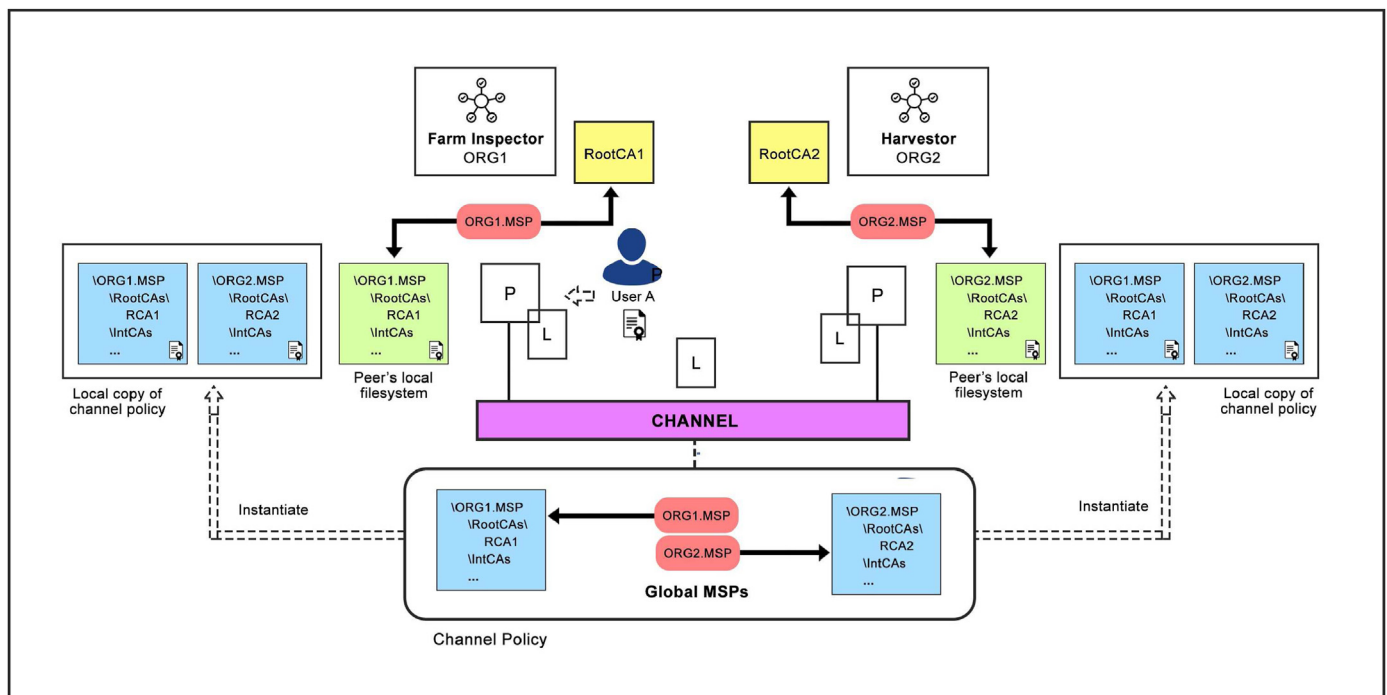 Farm Inspector
ORG1
RootCA1
RootCA2
Harvestor
ORG2
ORG1.MSP
ORG2.MSP
\ORG1.MSP
\RootCAs\
RCA1
\IntCAs
...
\ORG2.MSP
\RootCAs\
RCA2
\IntCAs
...
Local copy of
channel policy
\ORG1.MSP
\RootCAs\
RCA1
\IntCAs
...
Peer's local
filesystem
P
L
P
User A
L
P
L
\ORG2.MSP
\RootCAs\
RCA2
\IntCAs
...
Peer's local
filesystem
\ORG1.MSP
\RootCAs\
RCA1
\IntCAs
...
\ORG2.MSP
\RootCAs\
RCA2
\IntCAs
...
Local copy of
channel policy
CHANNEL
Instantiate
Instantiate
\ORG1.MSP
\RootCAs\
RCA1
\IntCAs
...
ORG1.MSP
ORG2.MSP
Global MSPs
\ORG2.MSP
\RootCAs\
RCA2
\IntCAs
...
Channel Policy